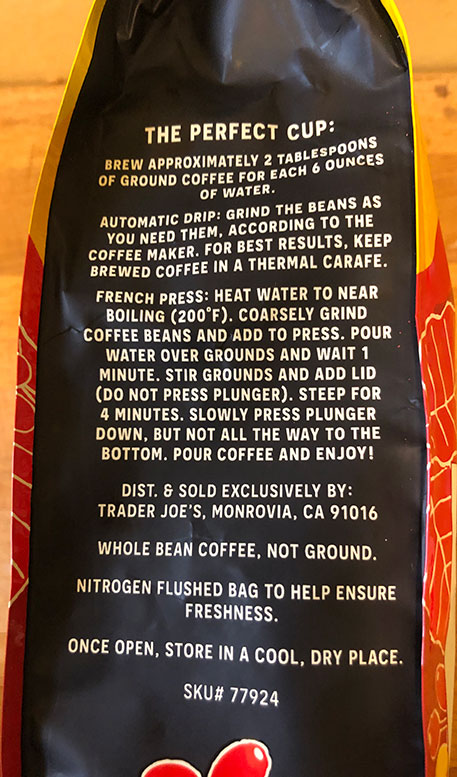 THE PERFECT CUP:
BREW APPROXIMATELY 2 TABLESPOONS
OF GROUND COFFEE FOR EACH 6 OUNCES
OF WATER.
AUTOMATIC DRIP: GRIND THE BEANS AS
YOU NEED THEM, ACCORDING TO THE
COFFEE MAKER. FOR BEST RESULTS, KEEP
BREWED COFFEE IN A THERMAL CARAFE.
FRENCH PRESS: HEAT WATER TO NEAR
BOILING (200°F). COARSELY GRIND
COFFEE BEANS AND ADD TO PRESS. POUR
WATER OVER GROUNDS AND WAIT 1
MINUTE. STIR GROUNDS AND ADD LID
(DO NOT PRESS PLUNGER). STEEP FOR
4 MINUTES. SLOWLY PRESS PLUNGER
DOWN, BUT NOT ALL THE WAY TO THE
BOTTOM. POUR COFFEE AND ENJOY!
DIST. & SOLD EXCLUSIVELY BY:
TRADER JOE'S, MONROVIA, CA 91016
WHOLE BEAN COFFEE, NOT GROUND.
NITROGEN FLUSHED BAG TO HELP ENSURE
FRESHNESS.
ONCE OPEN, STORE IN A COOL, DRY PLACE.
SKU# 77924